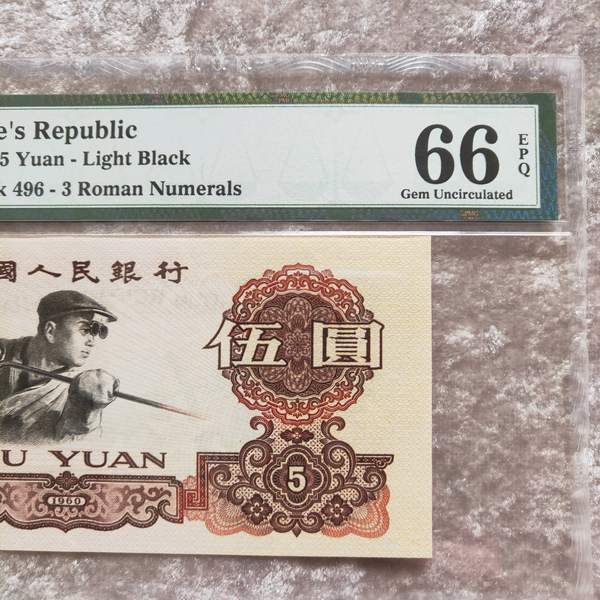 e's Republic
5 Yuan - Light Black
k 496 - 3 Roman Numerals
66
EPQ
Gem Uncirculated
國人民銀行
伍圓
U YUAN
1960
5